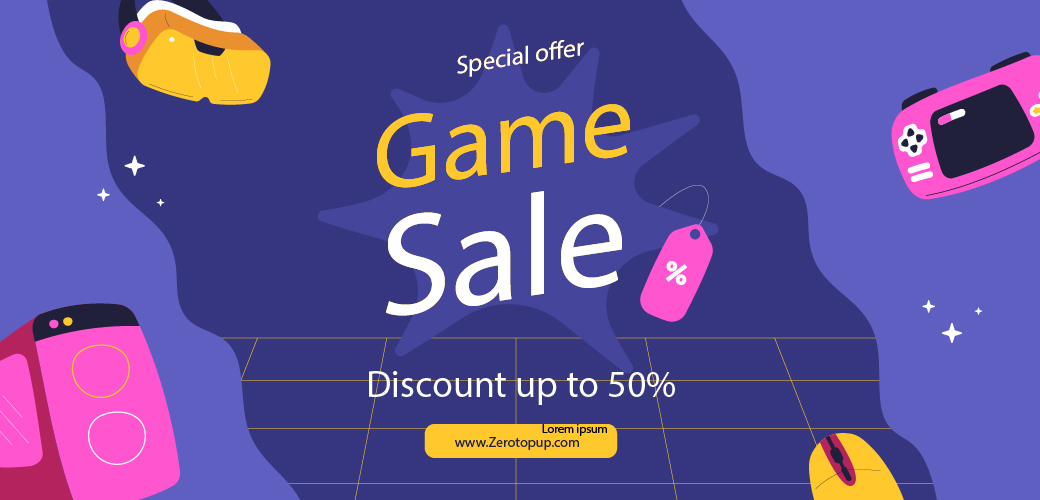 Special offer
Game
Sale
%
Discount up to 50%
Lorem ipsum
www.Zerotopup.com